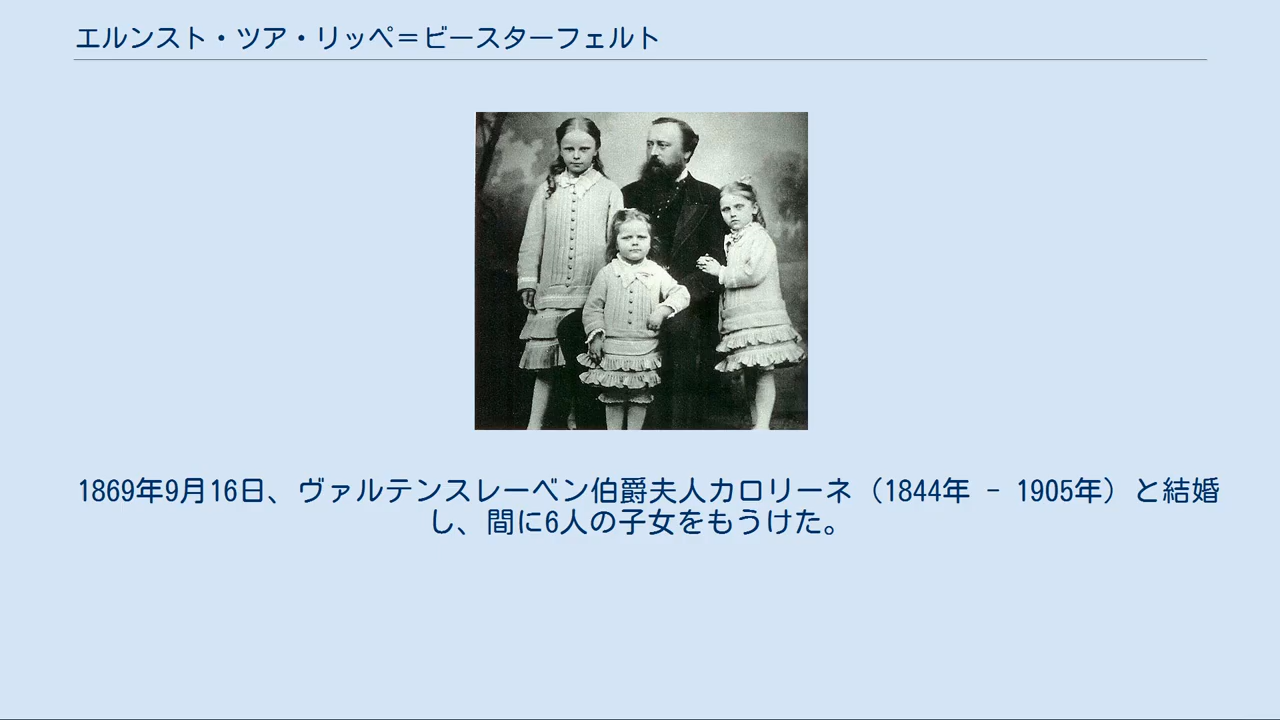 エルンスト・ツア・リッペ＝ビースターフェルト
1869年9月16日、ヴァルテンスレーベン伯爵夫人カロリーネ（1844年 - 1905年）と結婚
し、間に6人の子女をもうけた。